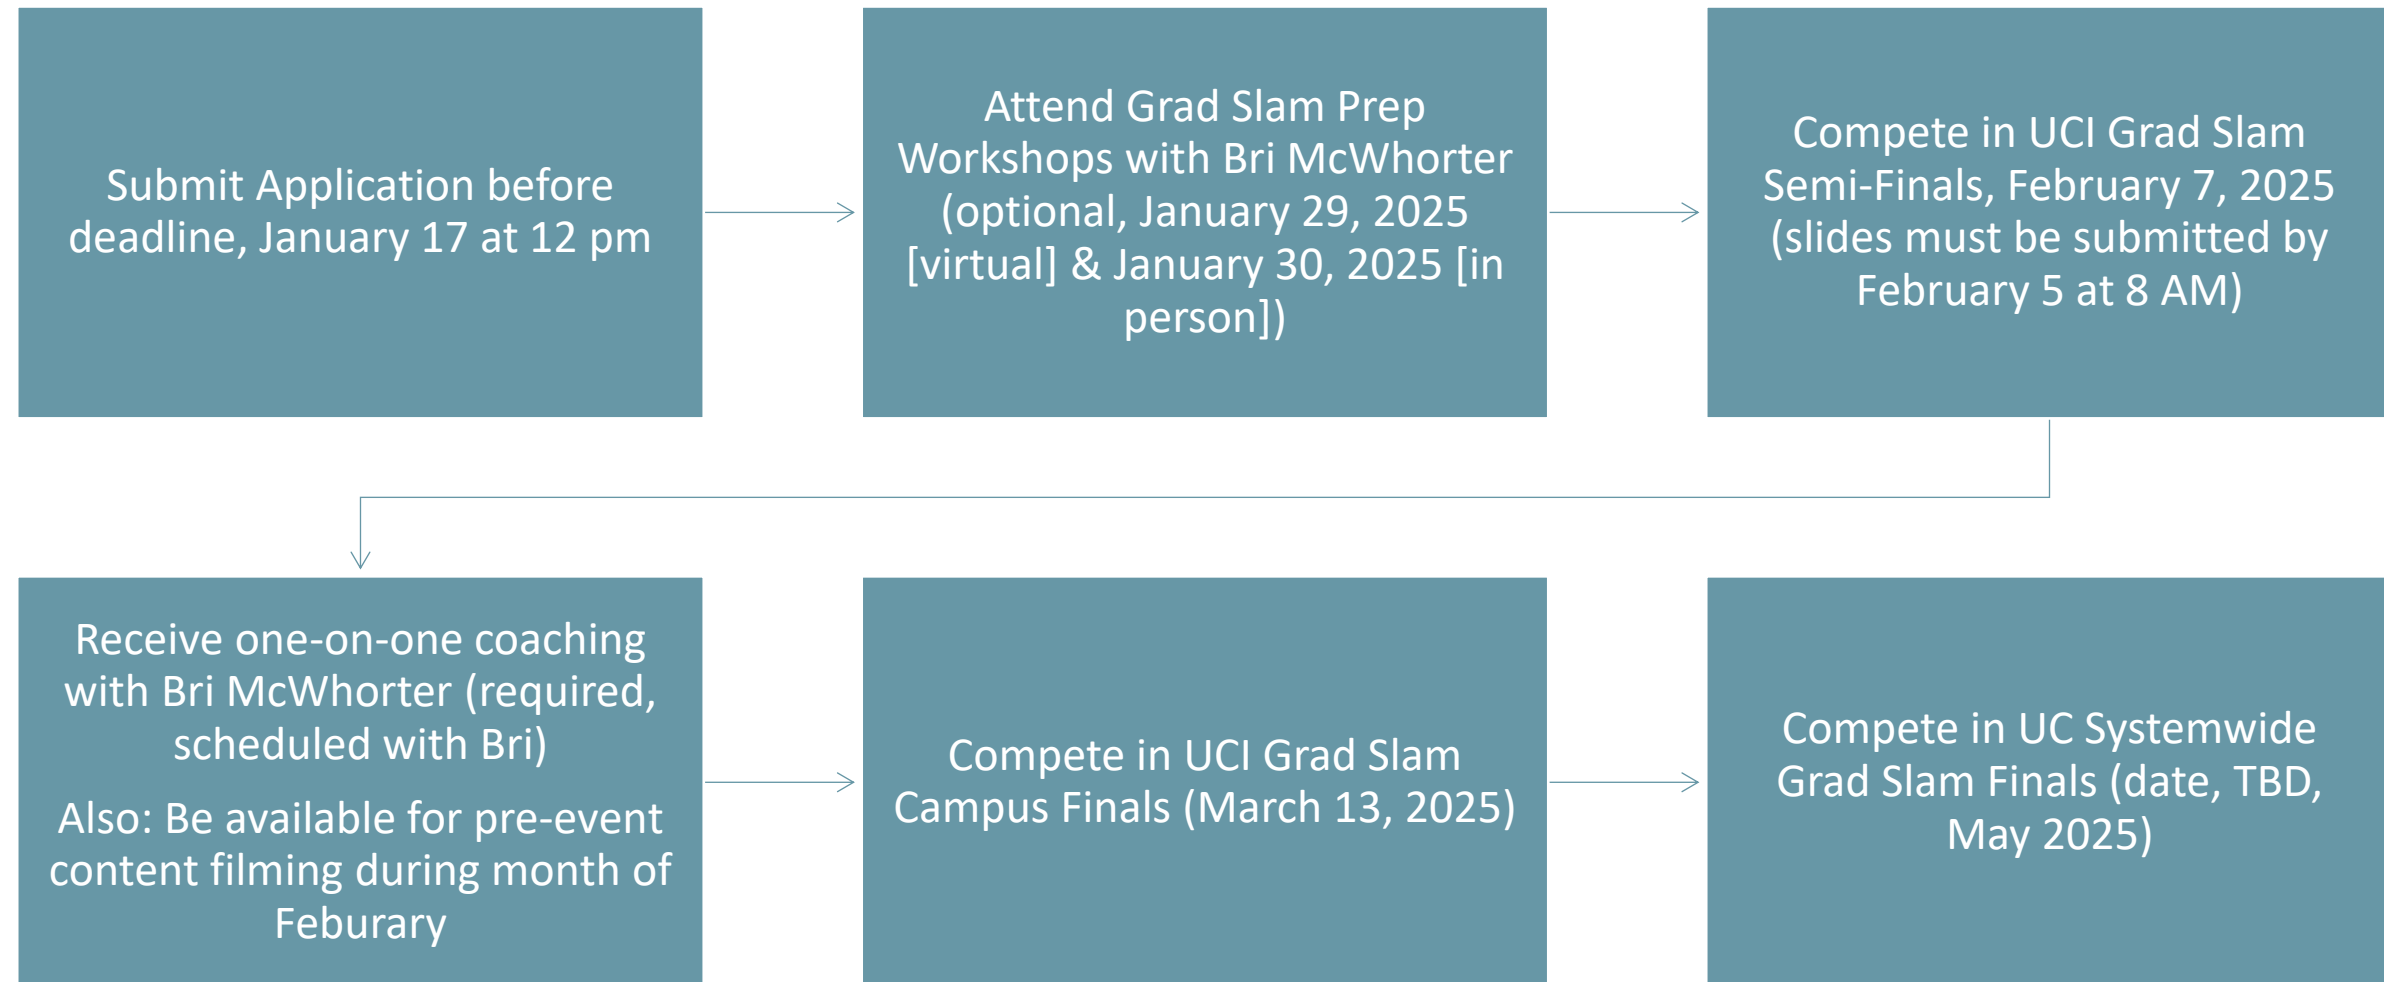 Submit Application before
deadline, January 17 at 12 pm
Attend Grad Slam Prep
Workshops with Bri McWhorter
(optional, January 29, 2025
[virtual] & January 30, 2025 [in
person])
Compete in UCI Grad Slam
Semi-Finals, February 7, 2025
(slides must be submitted by
February 5 at 8 AM)
Receive one-on-one coaching
with Bri McWhorter (required,
scheduled with Bri)
Also: Be available for pre-event
content filming during month of
Feburary
Compete in UCI Grad Slam
Campus Finals (March 13, 2025)
Compete in UC Systemwide
Grad Slam Finals (date, TBD,
May 2025)